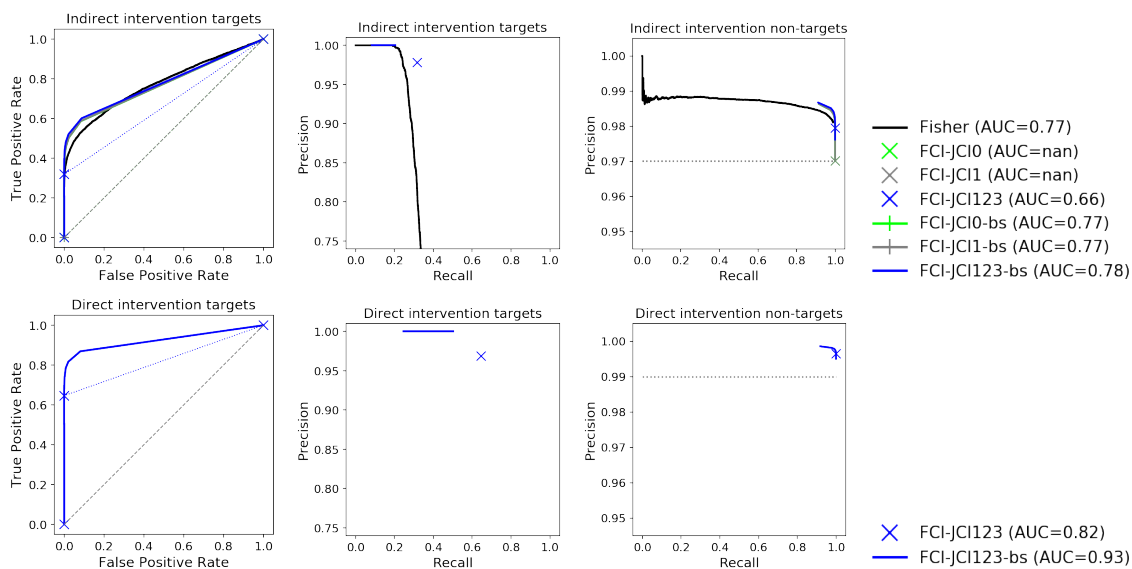 Indirect intervention targets
1.0
0.8
0.6
0.4
0.2
0.0
True Positive Rate
0.0 0.2 0.4 0.6 0.8 1.0
False Positive Rate
Indirect intervention targets
1.00
0.95
0.90
0.85
0.80
0.75
Precision
0.0 0.2 0.4 0.6 0.8 1.0
Recall
Indirect intervention non-targets
1.00
0.99
0.98
0.97
0.96
0.95
Precision
0.0 0.2 0.4 0.6 0.8 1.0
Recall
Fisher (AUC=0.77)
FCI-JCI0 (AUC=nan)
FCI-JCI1 (AUC=nan)
FCI-JCI123 (AUC=0.66)
FCI-JCI0-bs (AUC=0.77)
FCI-JCI1-bs (AUC=0.77)
FCI-JCI123-bs (AUC=0.78)
Direct intervention targets
1.0
0.8
0.6
0.4
0.2
0.0
True Positive Rate
0.0 0.2 0.4 0.6 0.8 1.0
False Positive Rate
Direct intervention targets
1.00
0.95
0.90
0.85
0.80
0.75
Precision
0.0 0.2 0.4 0.6 0.8 1.0
Recall
Direct intervention non-targets
1.00
0.99
0.98
0.97
0.96
0.95
Precision
0.0 0.2 0.4 0.6 0.8 1.0
Recall
FCI-JCI123 (AUC=0.82)
FCI-JCI123-bs (AUC=0.93)